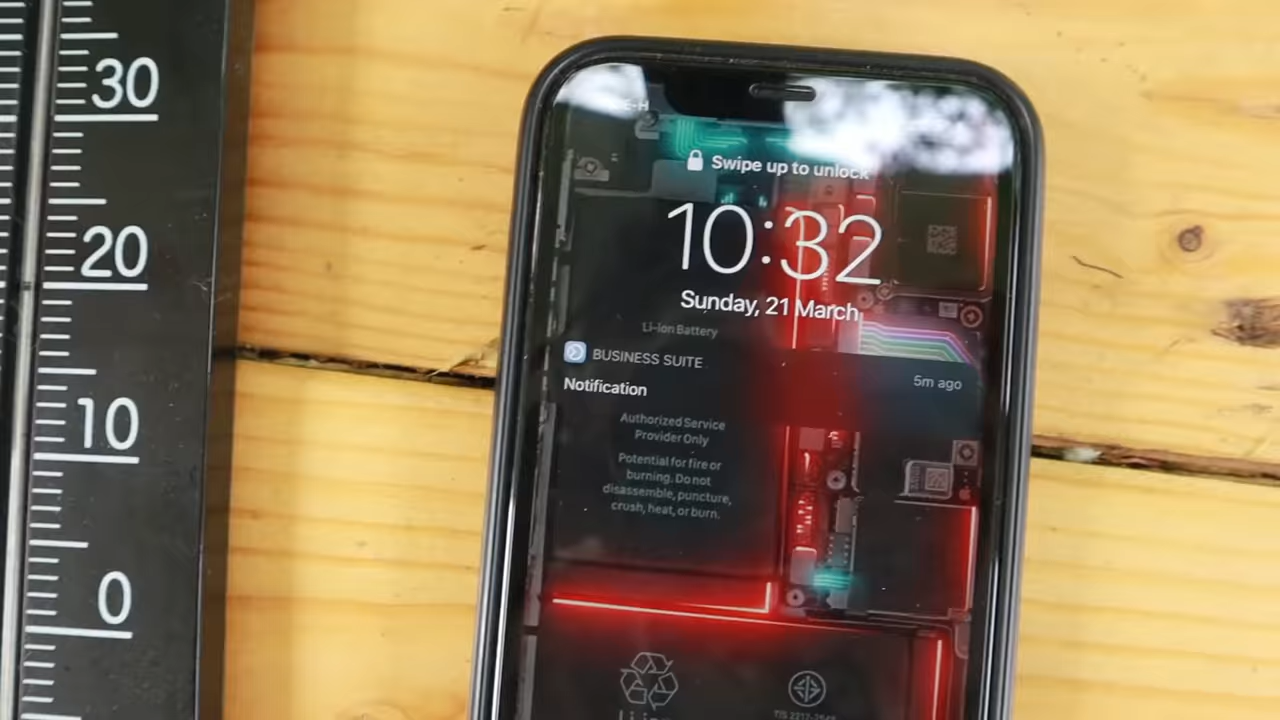 30
20
10
0
Swipe up to unlock
10:32
Sunday, 21 March
Li-ion Battery
BUSINESS SUITE
5m ago
Notification
Authorized Service
Provider Only
Potential for fire or
burning. Do not
disassemble, puncture,
crush, heat, or burn.